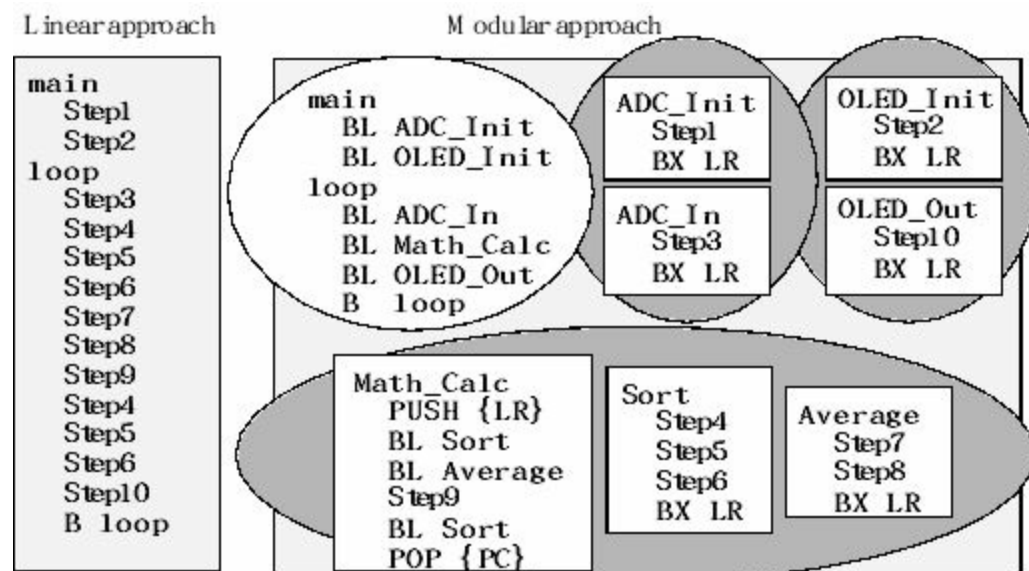 Linear approach
main
Step1
Step2
loop
Step3
Step4
Step5
Step6
Step7
Step8
Step9
Step4
Step5
Step6
Step10
B loop
Modular approach
main
BL ADC_Init
BL OLED_Init
loop
BL ADC_In
BL Math_Calc
BL OLED_Out
B loop
ADC_Init
Step1
BX LR
ADC_In
Step3
BX LR
OLED_Init
Step2
BX LR
OLED_Out
Step10
BX LR
Math_Calc
PUSH {LR}
BL Sort
BL Average
Step9
BL Sort
POP {PC}
Sort
Step4
Step5
Step6
BX LR
Average
Step7
Step8
BX LR